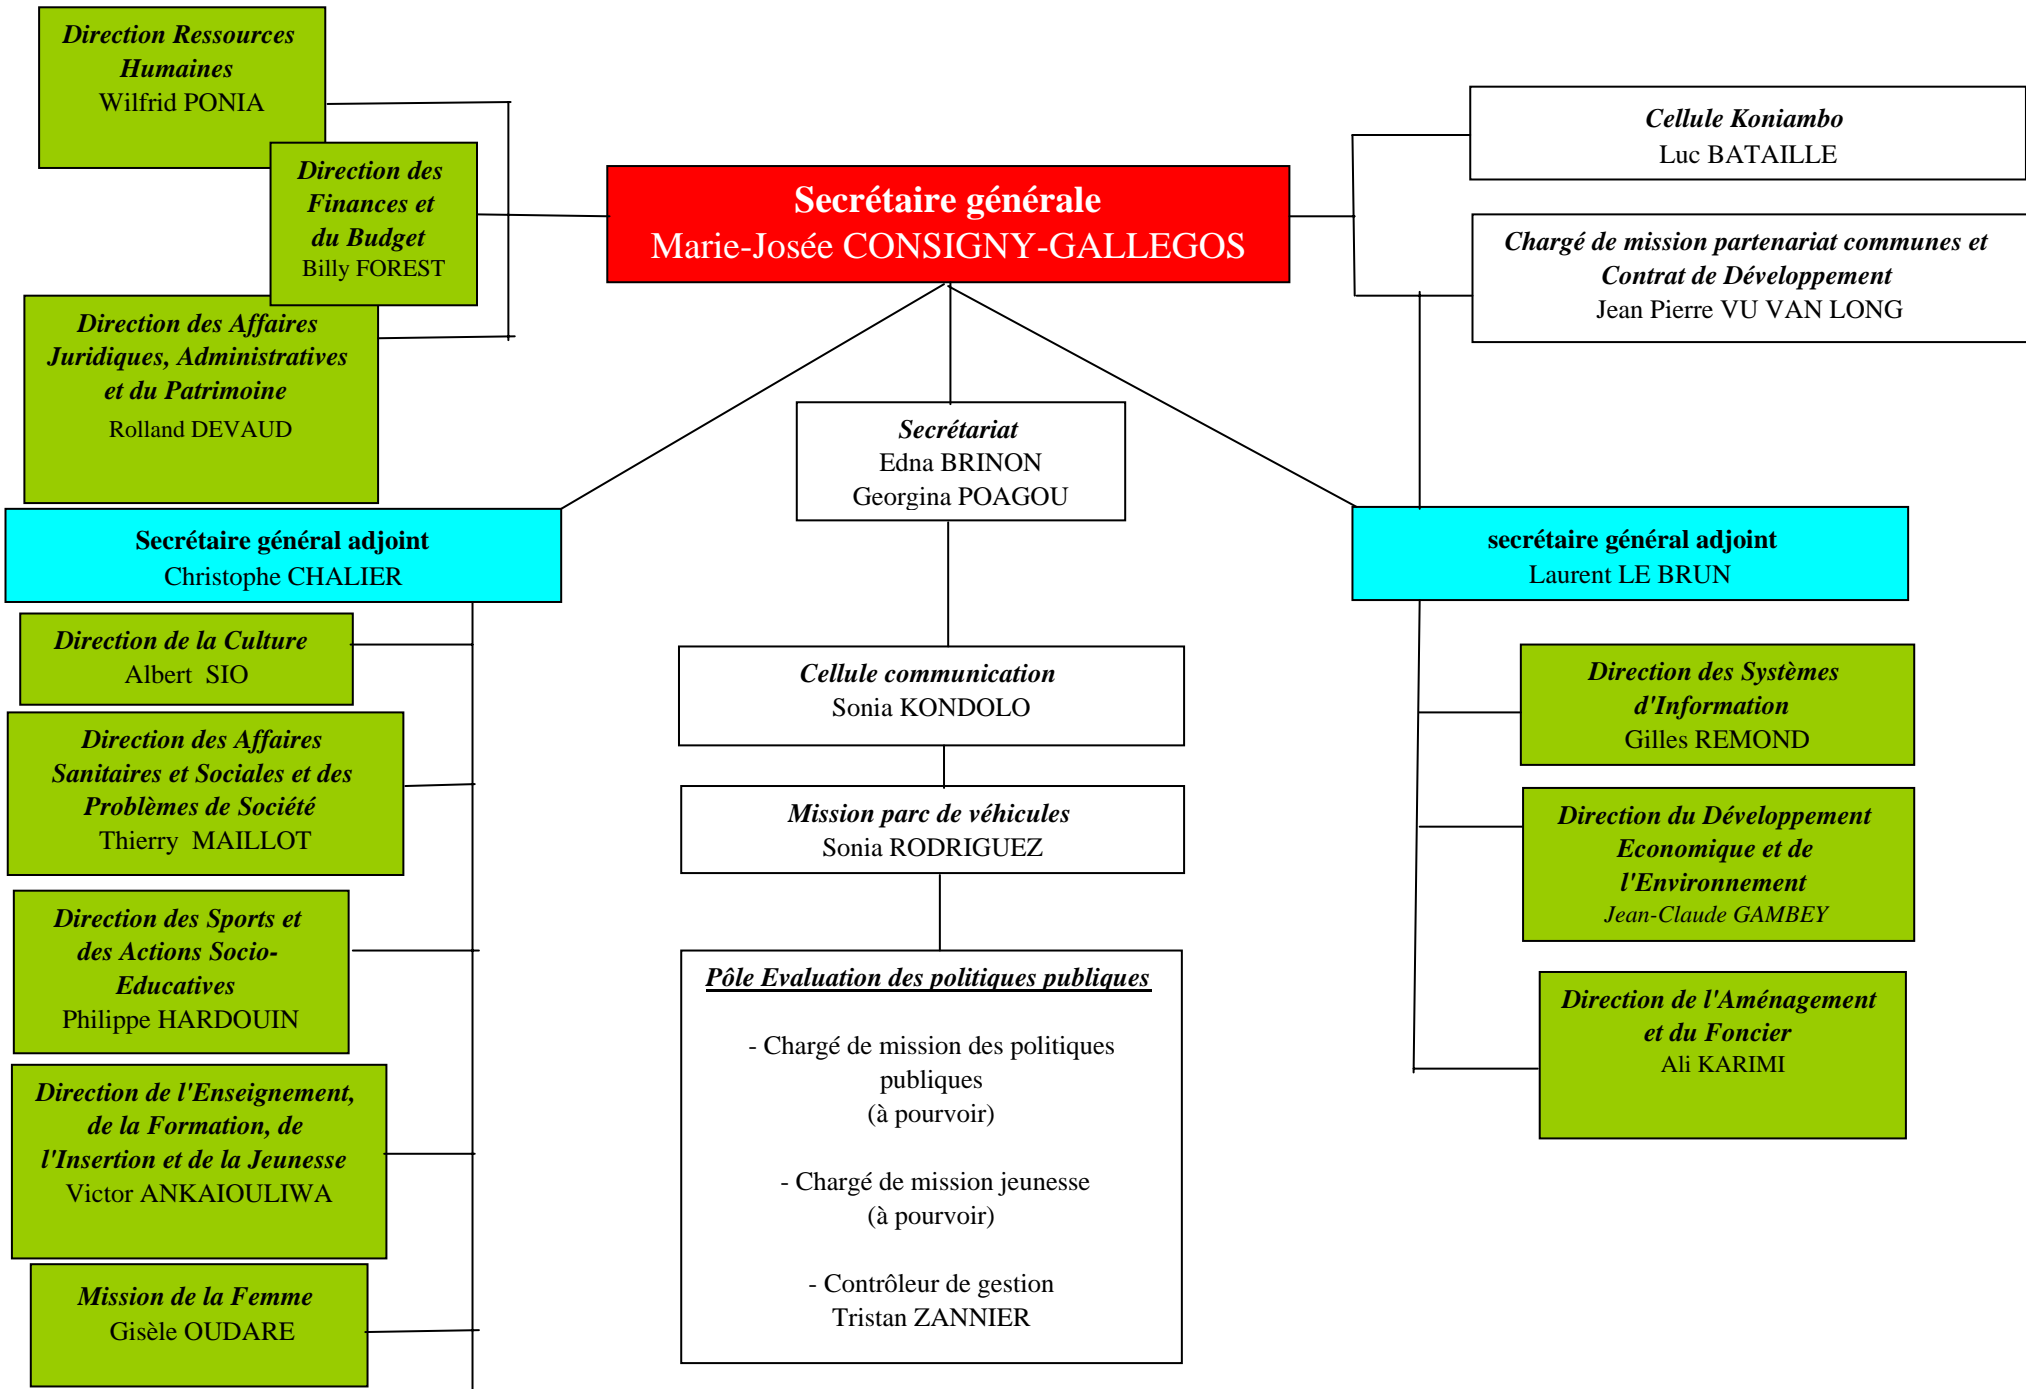 Direction Ressources
Humaines
Wilfrid PONIA
Direction des
Finances et
du Budget
Billy FOREST
Direction des Affaires
Juridiques, Administratives
et du Patrimoine
Rolland DEVAUD
Secrétaire générale
Marie-Josée CONSIGNY-GALLEGOS
Cellule Koniambo
Luc BATAILLE
Chargé de mission partenariat communes et
Contrat de Développement
Jean Pierre VU VAN LONG
Secrétariat
Edna BRINON
Georgina POAGOU
Secrétaire général adjoint
Christophe CHALIER
secrétaire général adjoint
Laurent LE BRUN
Direction de la Culture
Albert  SIO
Direction des Affaires
Sanitaires et Sociales et des
Problèmes de Société
Thierry  MAILLOT
Direction des Sports et
des Actions Socio-
Educatives
Philippe HARDOUIN
Direction de l'Enseignement,
de la Formation, de
l'Insertion et de la Jeunesse
Victor ANKAIOULIWA
Mission de la Femme
Gisèle OUDARE
Cellule communication
Sonia KONDOLO
Mission parc de véhicules
Sonia RODRIGUEZ
Pôle Evaluation des politiques publiques
- Chargé de mission des politiques
publiques
(à pourvoir)
- Chargé de mission jeunesse
(à pourvoir)
- Contrôleur de gestion
Tristan ZANNIER
Direction des Systèmes
d'Information
Gilles REMOND
Direction du Développement
Economique et de
l'Environnement
Jean-Claude GAMBEY
Direction de l'Aménagement
et du Foncier
Ali KARIMI